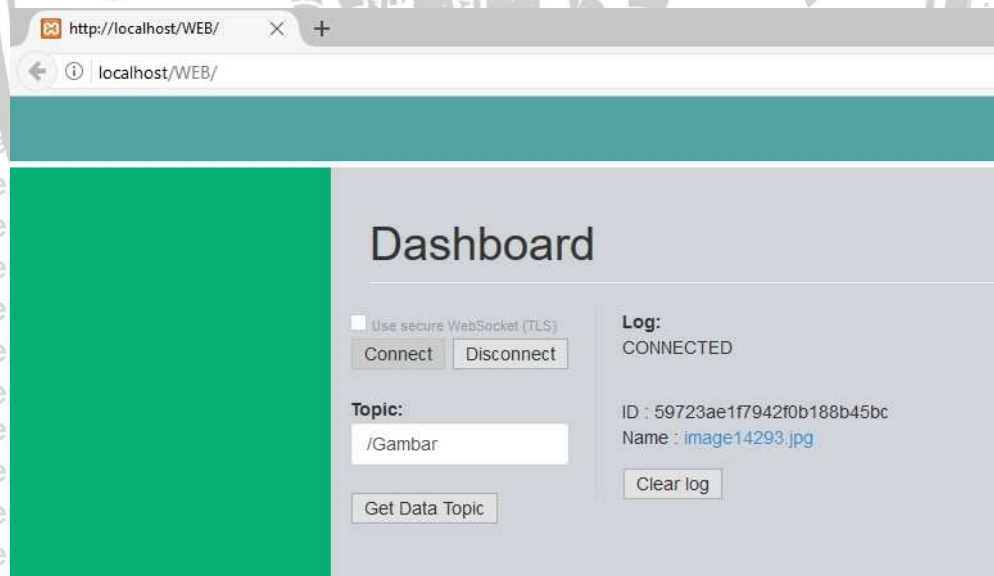 http://localhost/WEB/
localhost/WEB/
Dashboard
Use secure WebSocket (TLS)
Connect Disconnect
Topic:
/Gambar
Get Data Topic
Log:
CONNECTED
ID : 59723ae1f7942f0b188b45bc
Name : image14293.jpg
Clear log